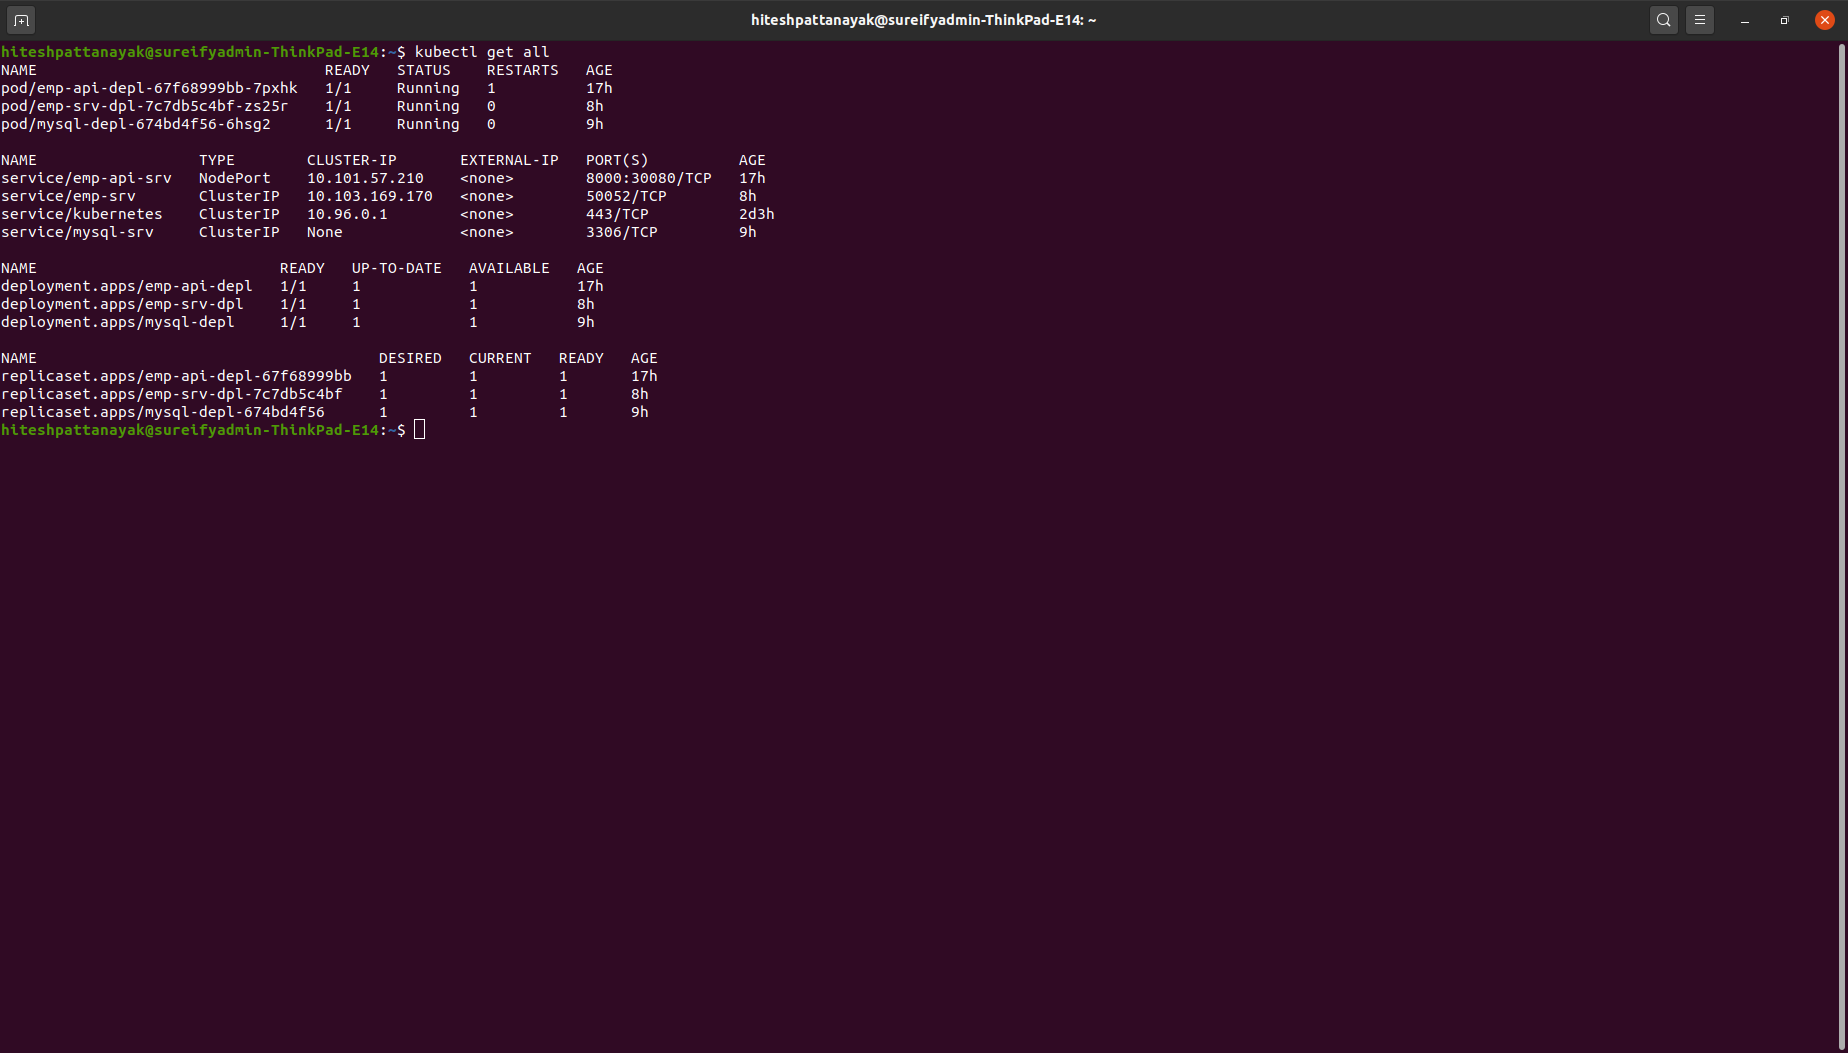 hiteshpattanayak@sureifyadmin-ThinkPad-E14: ~
hiteshpattanayak@sureifyadmin-ThinkPad-E14:~$ kubectl get all
NAME                                READY   STATUS    RESTARTS   AGE
pod/emp-api-depl-67f68999bb-7pxhk   1/1     Running   1          17h
pod/emp-srv-dpl-7c7db5c4bf-zs25r    1/1     Running   0          8h
pod/mysql-depl-674bd4f56-6hsg2      1/1     Running   0          9h

NAME                  TYPE        CLUSTER-IP       EXTERNAL-IP   PORT(S)          AGE
service/emp-api-srv   NodePort    10.101.57.210    <none>        8000:30080/TCP   17h
service/emp-srv       ClusterIP   10.103.169.170   <none>        50052/TCP        8h
service/kubernetes    ClusterIP   10.96.0.1        <none>        443/TCP          2d3h
service/mysql-srv     ClusterIP   None             <none>        3306/TCP         9h

NAME                           READY   UP-TO-DATE   AVAILABLE   AGE
deployment.apps/emp-api-depl   1/1     1            1           17h
deployment.apps/emp-srv-dpl    1/1     1            1           8h
deployment.apps/mysql-depl     1/1     1            1           9h

NAME                                      DESIRED   CURRENT   READY   AGE
replicaset.apps/emp-api-depl-67f68999bb   1         1         1       17h
replicaset.apps/emp-srv-dpl-7c7db5c4bf    1         1         1       8h
replicaset.apps/mysql-depl-674bd4f56      1         1         1       9h
hiteshpattanayak@sureifyadmin-ThinkPad-E14:~$